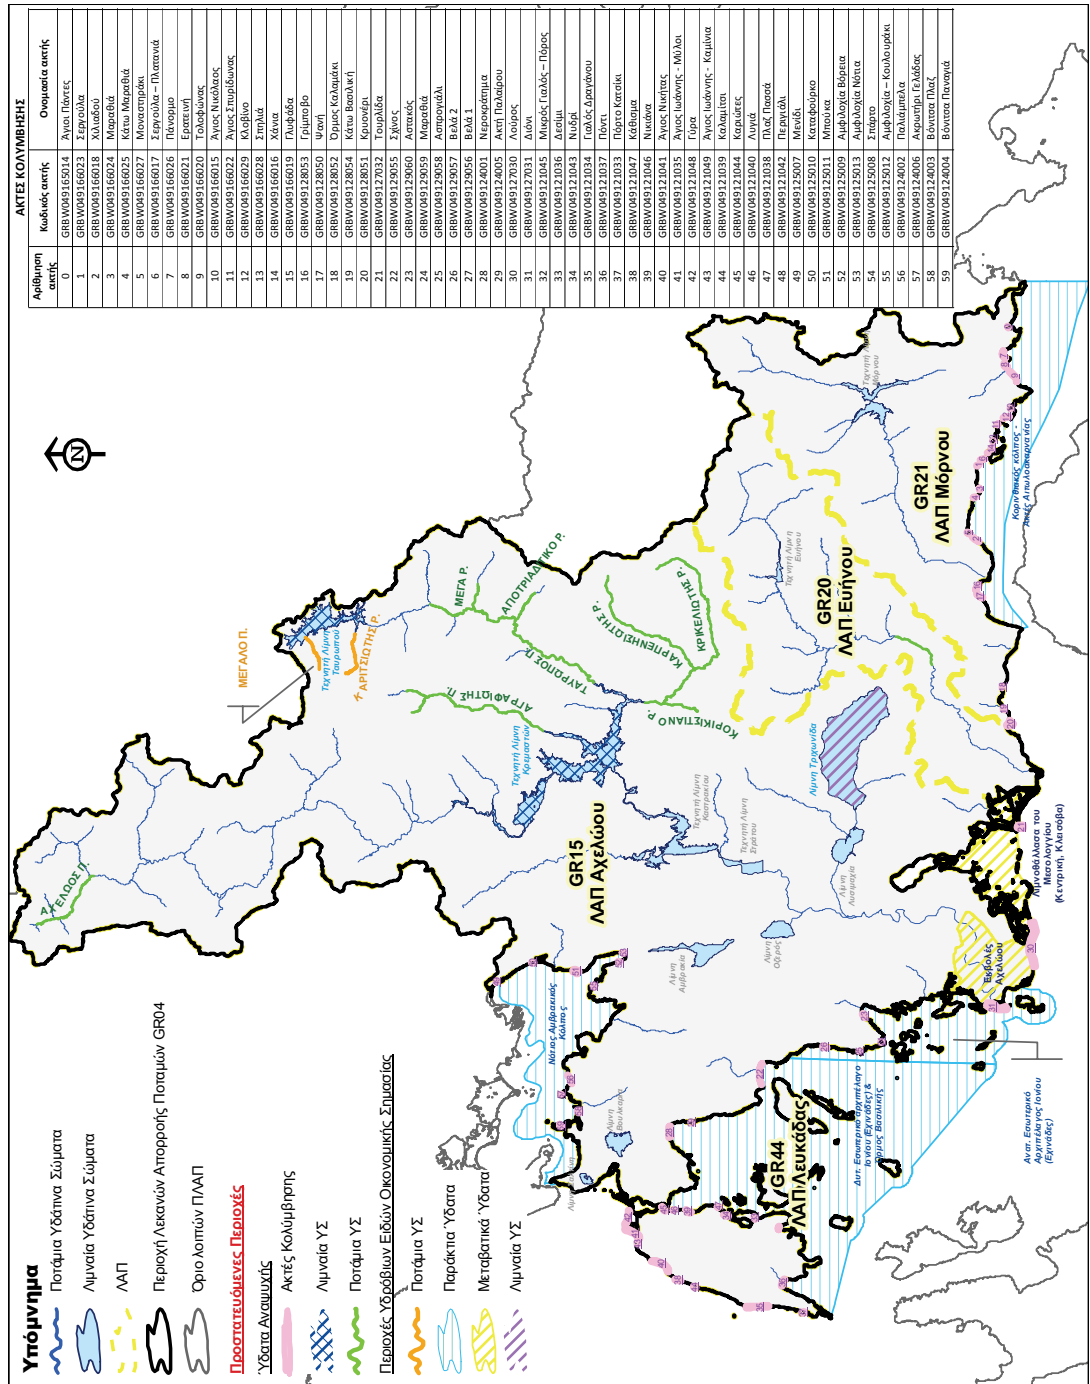 ΑΚΤΕΣ ΚΟΛΥΜΒΗΣΗΣ
Αρίθμηση ακτής Κωδικός ακτής Ονομασία ακτής
0 GRBW049165014 Άγιοι Πάντες
1 GRBW049166023 Σεργούλα
2 GRBW049166018 Χιλιαδού
3 GRBW049166024 Μαραθιά
4 GRBW049166025 Κάτω Μαραθιά
5 GRBW049166027 Μοναστηράκι
6 GRBW049166017 Σεργούλα – Πλατανιά
7 GRBW049166026 Πάνορμο
8 GRBW049166021 Ερατεινή
9 GRBW049166020 Τολοφώνας
10 GRBW049166015 Άγιος Νικόλαος
11 GRBW049166022 Άγιος Σπυρίδωνας
12 GRBW049166029 Κλοβίνο
13 GRBW049166028 Σπηλιά
14 GRBW049166016 Χάνια
15 GRBW049166019 Γλυφάδα
16 GRBW049128053 Γρίμποβο
17 GRBW049128050 Ψανή
18 GRBW049128052 Όρμος Καλαμάκι
19 GRBW049128054 Κάτω Βασιλική
20 GRBW049128051 Κρυονέρι
21 GRBW047018032 Τουρλίδα
22 GRBW049129055 Σχίνος
23 GRBW049129060 Αστακός
24 GRBW049129059 Μαραθιά
25 GRBW049129058 Ασπρογιάλι
26 GRBW049129057 Βελά 2
27 GRBW049129056 Βελά 1
28 GRBW049124001 Νεροκράτημα
29 GRBW049124005 Ακτή Παλαίρου
30 GRBW049127030 Λούρος
31 GRBW049127031 Διόνι
32 GRBW049121045 Μικρός Γιαλός – Πόρος
33 GRBW049121036 Δεσίμι
34 GRBW049121043 Νυδρί
35 GRBW049121034 Γιαλός Δραγάνου
36 GRBW049121037 Πόντι
37 GRBW049121033 Πόρτο Κατσίκι
38 GRBW049121047 Κάθισμα
39 GRBW049121046 Νικιάνα
40 GRBW049121041 Άγιος Νικήτας
41 GRBW049121035 Άγιος Ιωάννης - Μύλοι
42 GRBW049121048 Γύρα
43 GRBW049121049 Άγιος Ιωάννης - Καμίνια
44 GRBW049121039 Καλαμίτσι
45 GRBW049121044 Καριώτες
46 GRBW049121040 Λυγιά
47 GRBW049121038 Πλαζ Πασσά
48 GRBW049121042 Περιγιάλι
49 GRBW049125007 Μενίδι
50 GRBW049125010 Καταφούρκο
51 GRBW049125011 Μπούκα
52 GRBW049125009 Αμφιλοχία Βόρεια
53 GRBW049125013 Αμφιλοχία Νότια
54 GRBW049125008 Σπάρτο
55 GRBW049125012 Αμφιλοχία – Κουλουράκι
56 GRBW049124002 Παλιάμπελα
57 GRBW049124006 Ακρωτήρι Γελάδας
58 GRBW049124003 Βόνιτσα Πλαζ
59 GRBW049124004 Βόνιτσα Παναγιά
N
ΑΧΕΛΩΟΣ Π.
ΜΕΓΑΛΟ Π.
Τεχνητή Λίμνη
Ταυρωπού
ΑΡΙΤΣΙΩΤΗΣ Ρ.
ΜΕΓΑ Ρ.
ΑΠΟΤΡΙΑΔΙΤΙΚΟ Ρ.
ΑΓΡΑΦΙΩΤΗΣ Π.
ΤΑΥΡΩΠΟΣ Π.
ΚΑΡΠΕΝΗΣΙΩΤΗΣ Ρ.
ΚΡΙΚΕΛΙΩΤΗΣ Ρ.
ΚΟΡΙΚΙΣΤΙΑΝΟ Ρ.
Τεχνητή Λίμνη
Κρεμαστών
Τεχνητή Λίμνη
Καστρακίου
Τεχνητή Λίμνη
Στράτου
Λίμνη Τριχωνίδα
Λίμνη
Λυσιμαχία
Λίμνη
Οζερός
Λίμνη
Αμβρακία
Τεχνητή Λίμνη
Ευήνου
Τεχνητή Λίμνη
Μόρνου
GR15
ΛΑΠ Αχελώου
GR20
ΛΑΠ Ευήνου
GR21
ΛΑΠ Μόρνου
GR44
ΛΑΠ Λευκάδας
Κορινθιακός κόλπος -
Ακτές Αιτωλοακαρνανίας
Νότιος Αμβρακικός
Κόλπος
Λίμνη
Βουλκαριά
Λιμνοθάλασσα του
Μεσολογγίου
(Κεντρική, Κλεισόβα)
Εκβολές
Αχελώου
Δυτ. Εσωτερικό αρχιπέλαγο
Ιονίου (Εχινάδες) &
Όρμος Βασιλικής
Ανατ. Εσωτερικό
Αρχιπέλαγος Ιονίου
(Εχινάδες)
Υπόμνημα
Ποτάμια Υδάτινα Σώματα
Λιμναία Υδάτινα Σώματα
ΛΑΠ
Περιοχή Λεκανών Απορροής Ποταμών GR04
Όριο λοιπών ΠΛΑΠ
Προστατευόμενες Περιοχές
Ύδατα Αναψυχής
Ακτές Κολύμβησης
Λιμναία ΥΣ
Ποτάμια ΥΣ
Περιοχές Υδρόβιων Ειδών Οικονομικής Σημασίας
Ποτάμια ΥΣ
Παράκτια Ύδατα
Μεταβατικά Ύδατα
Λιμναία ΥΣ